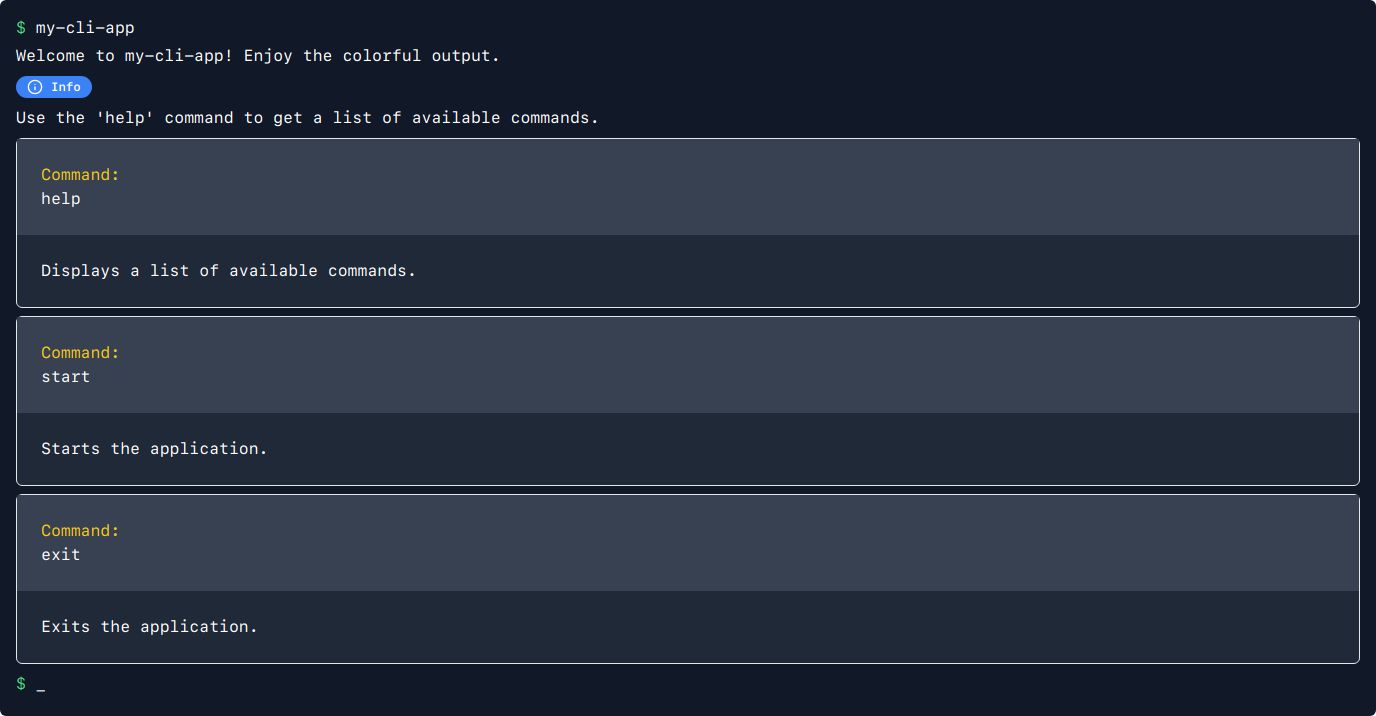 $ my-cli-app
Welcome to my-cli-app! Enjoy the colorful output.
Info
Use the 'help' command to get a list of available commands.
Command:
help
Displays a list of available commands.
Command:
start
Starts the application.
Command:
exit
Exits the application.
$ _